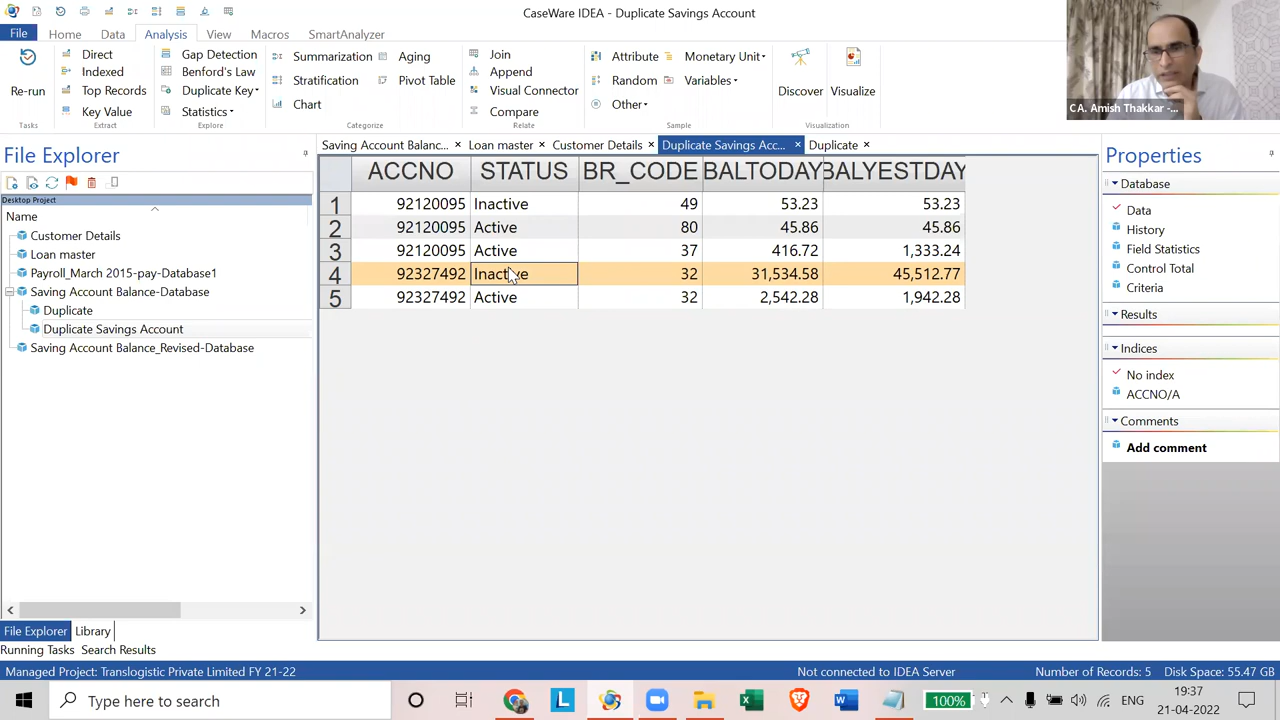 CaseWare IDEA - Duplicate Savings Account
File Home Data Analysis View Macros SmartAnalyzer
Re-run
Tasks
Direct
Indexed
Top Records
Key Value
Extract
Gap Detection
Benford's Law
Duplicate Key
Statistics
Explore
Summarization
Stratification
Chart
Aging
Pivot Table
Categorize
Join
Append
Visual Connector
Compare
Relate
Attribute
Random
Other
Monetary Unit
Variables
Sample
Discover
Visualize
Visualization
CA. Amish Thakkar -...
File Explorer
Desktop Project
Name
Customer Details
Loan master
Payroll_March 2015-pay-Database1
Saving Account Balance-Database
Duplicate
Duplicate Savings Account
Saving Account Balance_Revised-Database
File Explorer Library
Saving Account Balanc... × Loan master × Customer Details × Duplicate Savings Acc... × Duplicate ×
ACCNO STATUS BR_CODE BALTODAY BALYESTDAY
1 92120095 Inactive 49 53.23 53.23
2 92120095 Active 80 45.86 45.86
3 92120095 Active 37 416.72 1,333.24
4 92327492 Inactive 32 31,534.58 45,512.77
5 92327492 Active 32 2,542.28 1,942.28
Properties
Database
Data
History
Field Statistics
Control Total
Criteria
Results
Indices
No index
ACCNO/A
Comments
Add comment
Running Tasks Search Results
Managed Project: Translogistic Private Limited FY 21-22 Not connected to IDEA Server Number of Records: 5 Disk Space: 55.47 GB
Type here to search
100%
ENG
19:37
21-04-2022